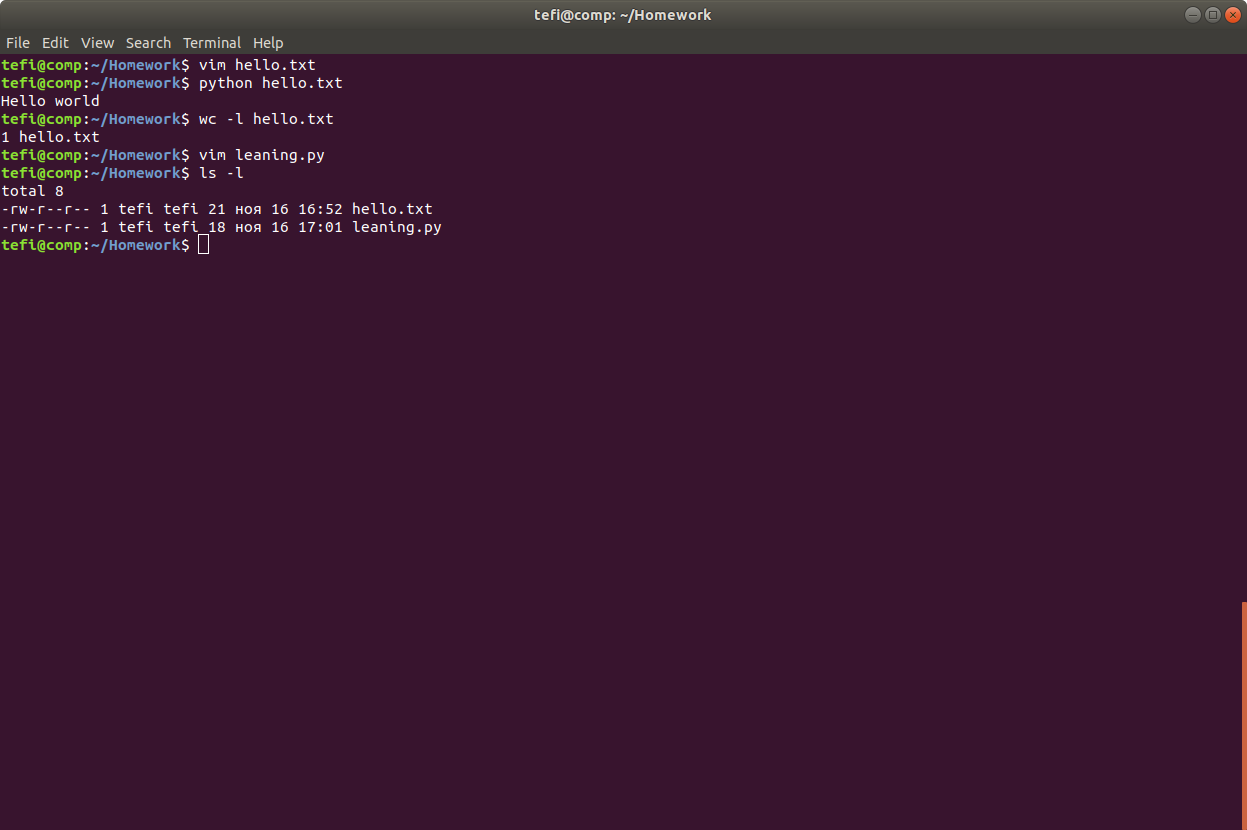 tefi@comp: ~/Homework
File Edit View Search Terminal Help
tefi@comp:~/Homework$ vim hello.txt
tefi@comp:~/Homework$ python hello.txt
Hello world
tefi@comp:~/Homework$ wc -l hello.txt
1 hello.txt
tefi@comp:~/Homework$ vim leaning.py
tefi@comp:~/Homework$ ls -l
total 8
-rw-r--r-- 1 tefi tefi 21 ноя 16 16:52 hello.txt
-rw-r--r-- 1 tefi tefi 18 ноя 16 17:01 leaning.py
tefi@comp:~/Homework$